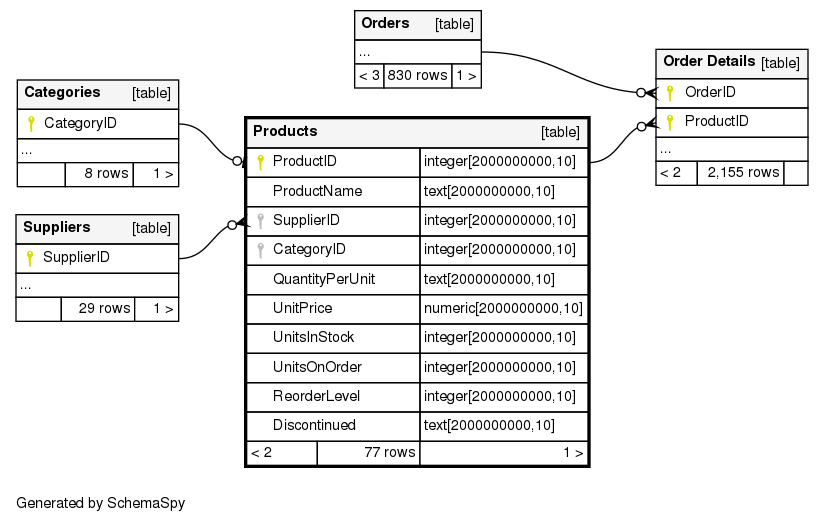 Orders [table]
...
< 3 830 rows 1 >
Order Details [table]
OrderID
ProductID
...
< 2 2,155 rows
Categories [table]
CategoryID
...
8 rows 1 >
Suppliers [table]
SupplierID
...
29 rows 1 >
Products [table]
ProductID integer[2000000000,10]
ProductName text[2000000000,10]
SupplierID integer[2000000000,10]
CategoryID integer[2000000000,10]
QuantityPerUnit text[2000000000,10]
UnitPrice numeric[2000000000,10]
UnitsInStock integer[2000000000,10]
UnitsOnOrder integer[2000000000,10]
ReorderLevel integer[2000000000,10]
Discontinued text[2000000000,10]
< 2 77 rows 1 >
Generated by SchemaSpy